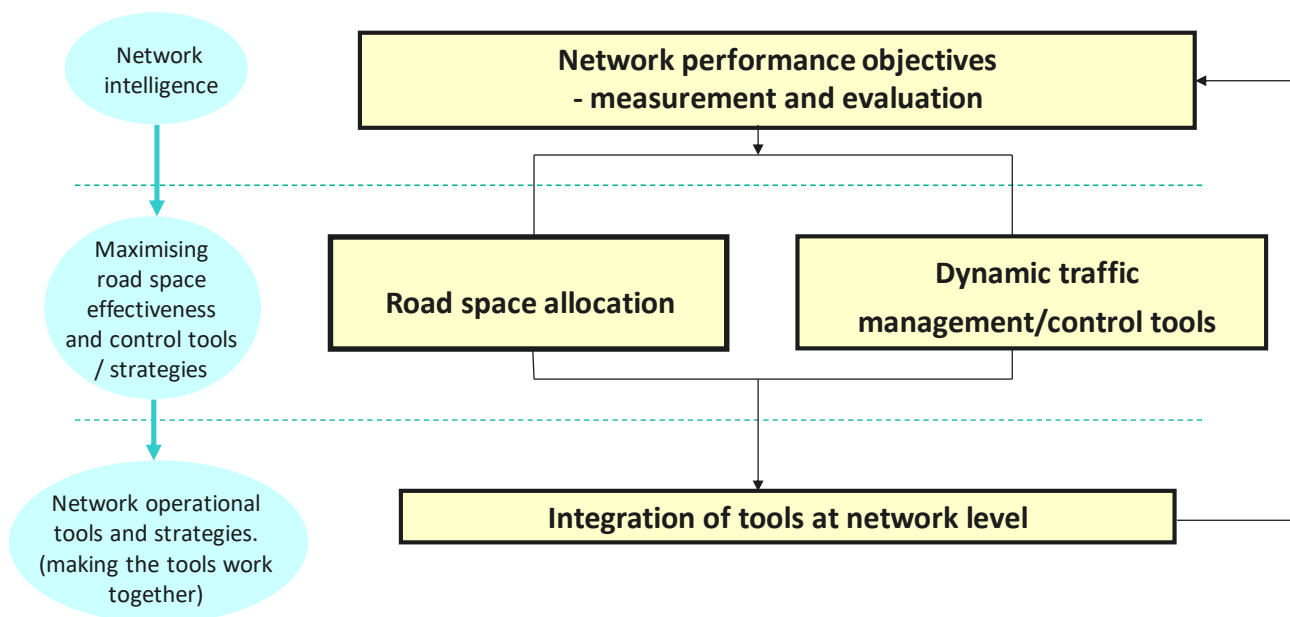 Network
intelligence
Network performance objectives
- measurement and evaluation
Maximising
road space
effectiveness
and control tools
/ strategies
Road space allocation
Dynamic traffic
management/control tools
Network operational
tools and strategies.
(making the tools work
together)
Integration of tools at network level